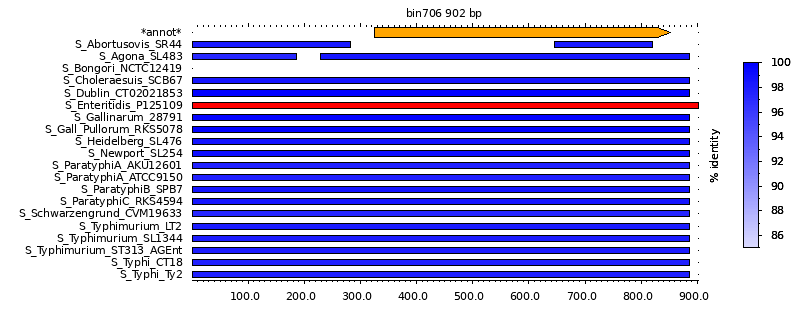 bin706 902 bp
*annot*
S_Abortusovis_SR44
S_Agona_SL483
S_Bongori_NCTC12419
S_Choleraesuis_SCB67
S_Dublin_CT02021853
S_Enteritidis_P125109
S_Gallinarum_28791
S_Gall_Pullorum_RKS5078
S_Heidelberg_SL476
S_Newport_SL254
S_ParatyphiA_AKU12601
S_ParatyphiA_ATCC9150
S_ParatyphiB_SPB7
S_ParatyphiC_RKS4594
S_Schwarzengrund_CVM19633
S_Typhimurium_LT2
S_Typhimurium_SL1344
S_Typhimurium_ST313_AGEnt
S_Typhi_CT18
S_Typhi_Ty2
100.0 200.0 300.0 400.0 500.0 600.0 700.0 800.0 900.0
% identity
100
98
96
94
92
90
88
86